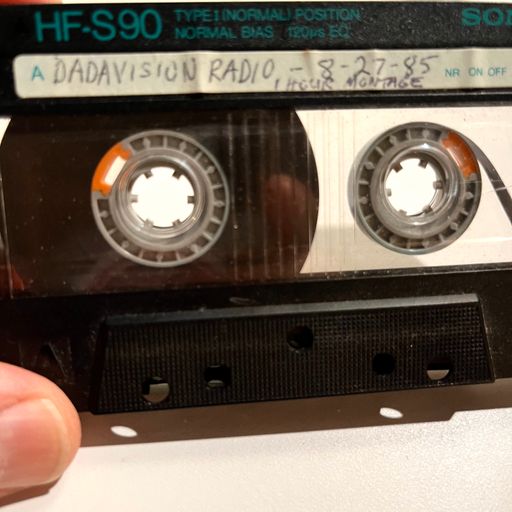 HF-S90 TYPE I (NORMAL) POSITION SO
NORMAL BIAS 120µs EQ
A DADAVISION RADIO, - 8-27-85 NR ON OFF
1 HOUR MONTAGE
A